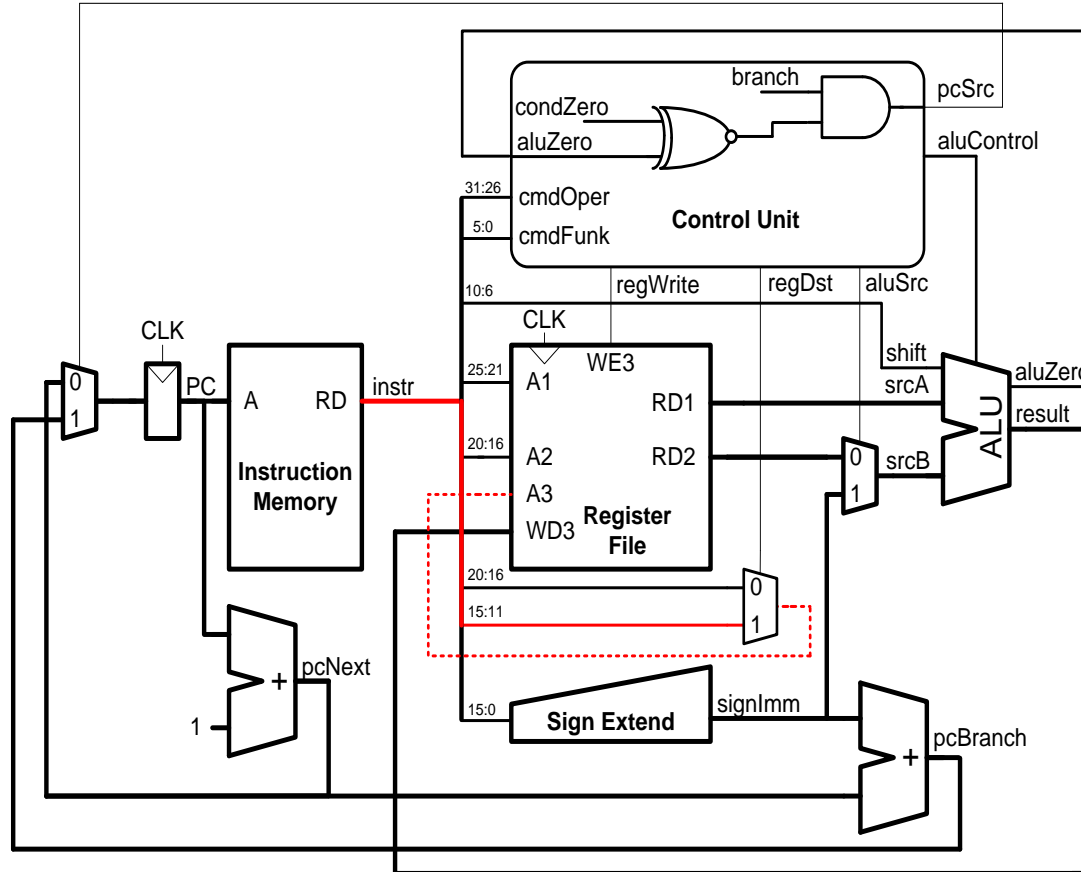 branch
pcSrc
condZero
aluZero
aluControl
31:26
cmdOper
Control Unit
5:0
cmdFunk
regWrite
regDst
aluSrc
10:6
CLK
CLK
WE3
shift
0
1
PC
A
RD
instr
25:21
A1
RD1
srcA
aluZero
result
ALU
20:16
A2
RD2
0
srcB
1
Instruction
Memory
A3
WD3
Register
File
20:16
0
15:11
1
pcNext
+
1
15:0
Sign Extend
signImm
pcBranch
+